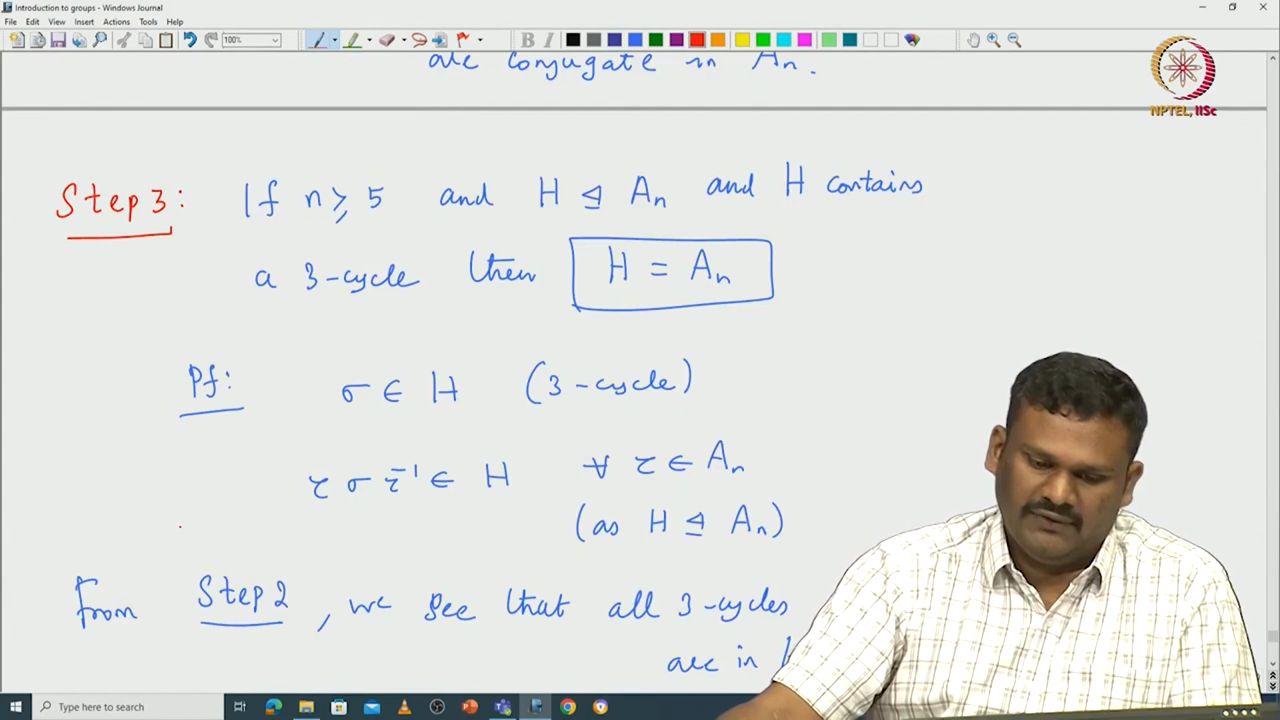 Introduction to groups - Windows Journal
File Edit View Insert Actions Tools Help
100%
B I
are conjugate in Aₙ.
NPTEL, IISc
Step 3: If n ⩾ 5 and H ⊴ Aₙ and H contains
a 3-cycle then H = Aₙ
Pf: σ ∈ H (3-cycle)
τ σ τ⁻¹ ∈ H ∀ τ ∈ Aₙ
(as H ⊴ Aₙ)
From Step 2, we see that all 3-cycles
are in
Type here to search